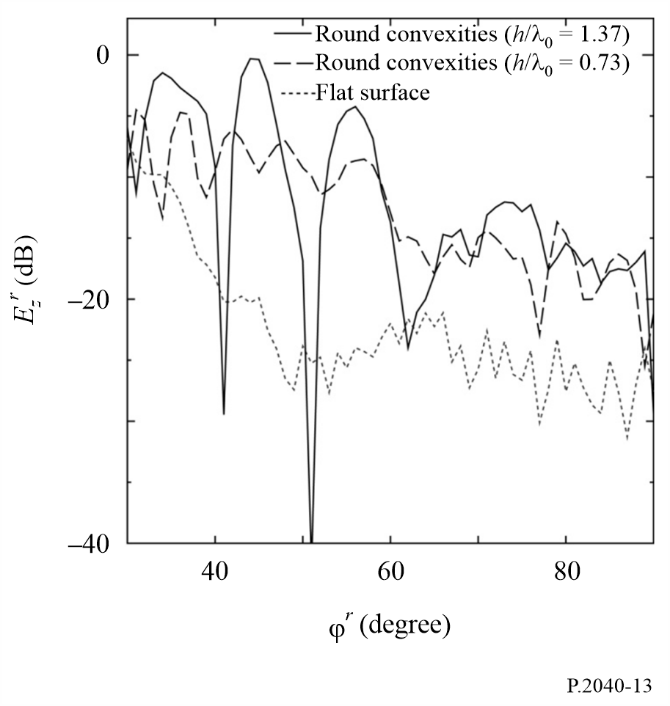 Round convexities (h/λ₀ = 1.37)
Round convexities (h/λ₀ = 0.73)
Flat surface
0
–20
–40
E_z^r (dB)
40 60 80
φ^r (degree)
P.2040-13